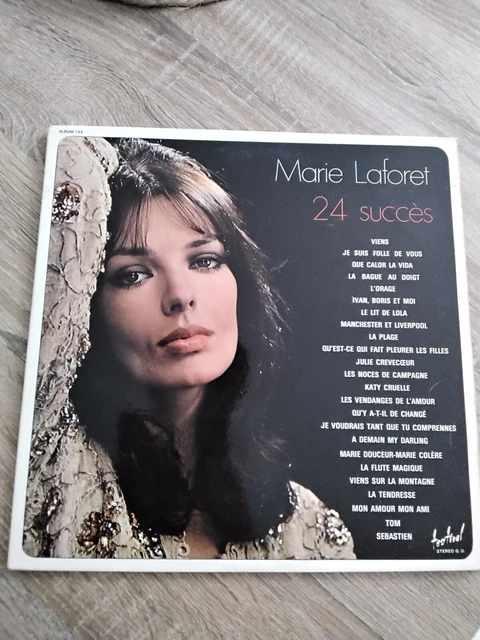 ALBUM 133
Marie Laforet
24 succès
VIENS
JE SUIS FOLLE DE VOUS
QUE CALOR LA VIDA
LA BAGUE AU DOIGT
L'ORAGE
IVAN, BORIS ET MOI
LE LIT DE LOLA
MANCHESTER ET LIVERPOOL
LA PLAGE
QU'EST-CE QUI FAIT PLEURER LES FILLES
JULIE CREVECŒUR
LES NOCES DE CAMPAGNE
KATY CRUELLE
LES VENDANGES DE L'AMOUR
QU'Y A-T-IL DE CHANGÉ
JE VOUDRAIS TANT QUE TU COMPRENNES
A DEMAIN MY DARLING
MARIE DOUCEUR-MARIE COLÈRE
LA FLUTE MAGIQUE
VIENS SUR LA MONTAGNE
LA TENDRESSE
MON AMOUR MON AMI
TOM
SEBASTIEN
festival
STEREO G.U.